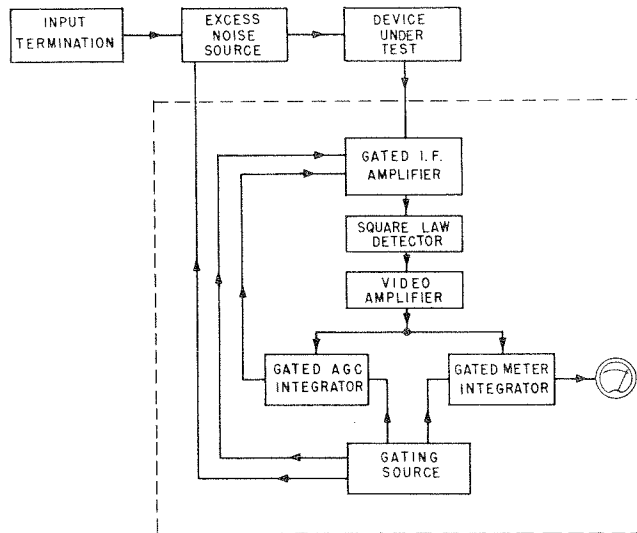 INPUT
TERMINATION
EXCESS
NOISE
SOURCE
DEVICE
UNDER
TEST
GATED I.F.
AMPLIFIER
SQUARE LAW
DETECTOR
VIDEO
AMPLIFIER
GATED AGC
INTEGRATOR
GATED METER
INTEGRATOR
GATING
SOURCE